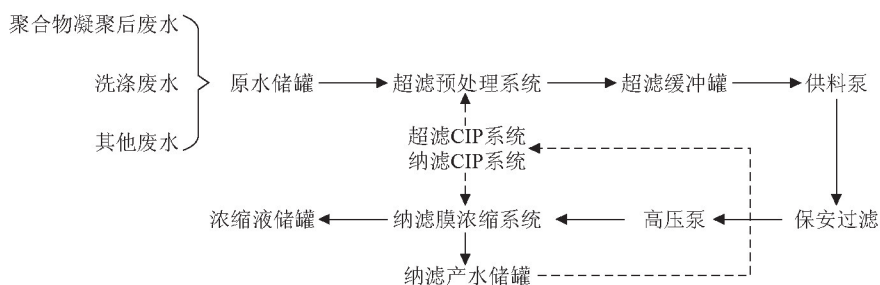 聚合物凝聚后废水
洗涤废水
其他废水
原水储罐
超滤预处理系统
超滤缓冲罐
供料泵
超滤CIP系统
纳滤CIP系统
浓缩液储罐
纳滤膜浓缩系统
高压泵
保安过滤
纳滤产水储罐